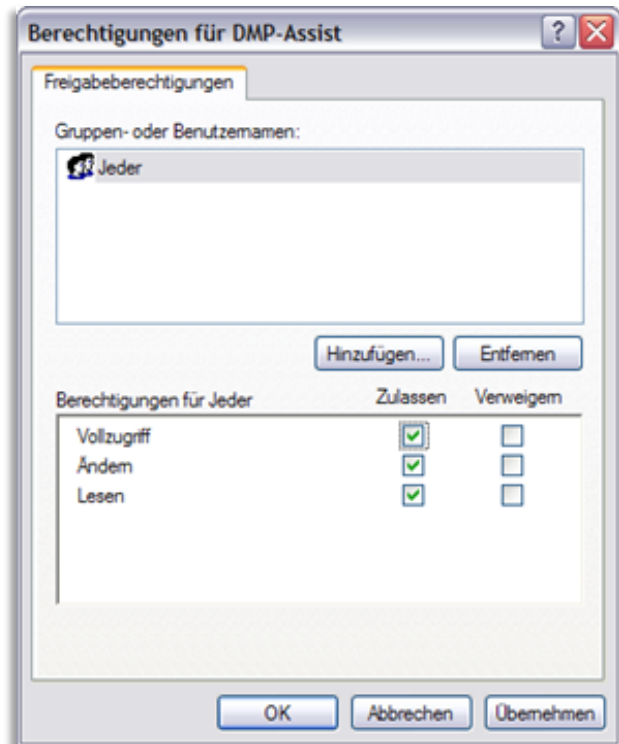 Berechtigungen für DMP-Assist
Freigabeberechtigungen
Gruppen- oder Benutzernamen:
Jeder
Hinzufügen... Entfernen
Berechtigungen für Jeder Zulassen Verweigern
Vollzugriff
Ändern
Lesen
OK Abbrechen Übernehmen